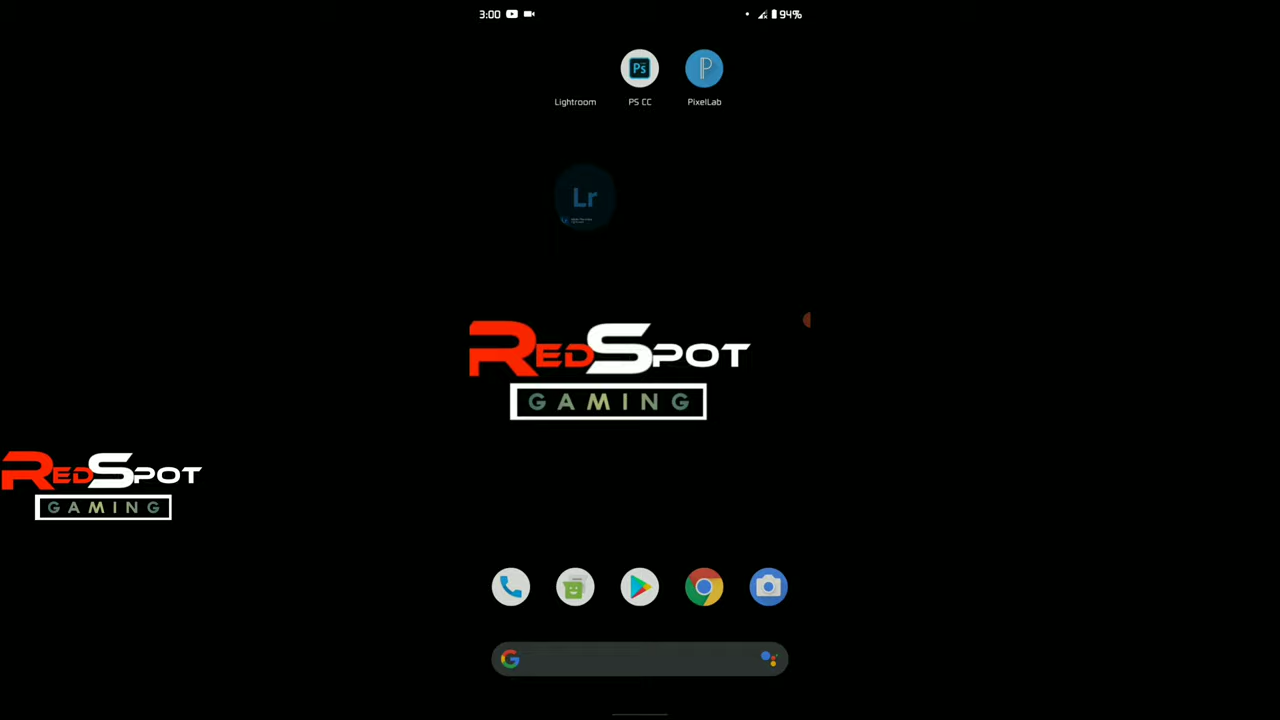 3:00 94%
Ps P
Lightroom PS CC PixelLab
Lr
REDSPOT
GAMING
REDSPOT
GAMING
G